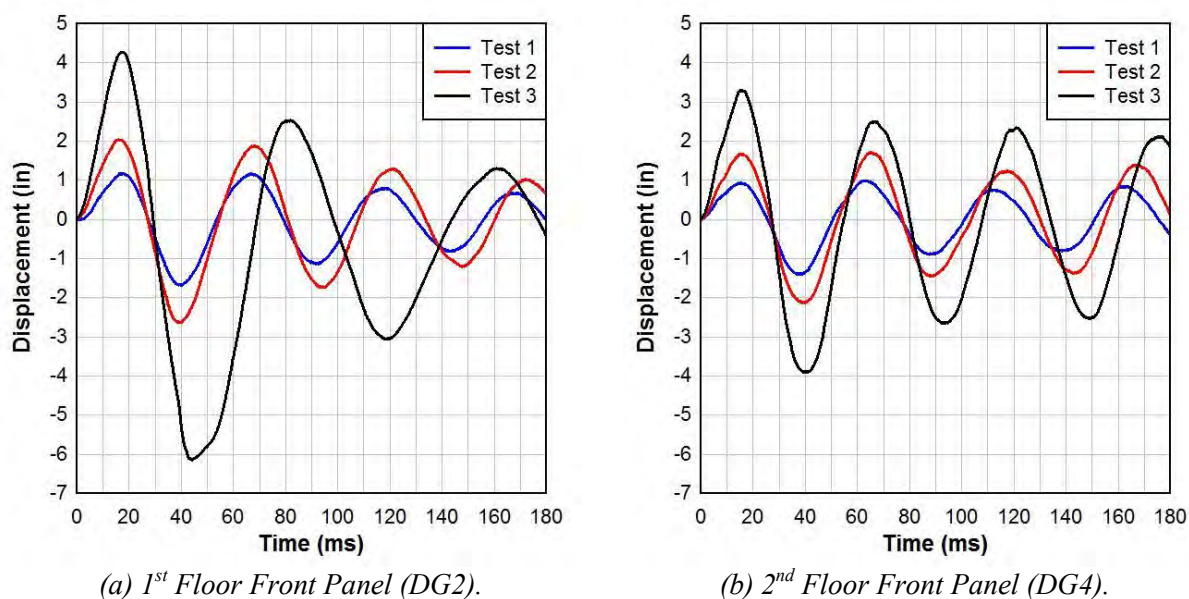 5
4
3
2
1
0
-1
-2
-3
-4
-5
-6
-7
Displacement (in)
0 20 40 60 80 100 120 140 160 180
Time (ms)
Test 1
Test 2
Test 3
(a) 1st Floor Front Panel (DG2).
5
4
3
2
1
0
-1
-2
-3
-4
-5
-6
-7
Displacement (in)
0 20 40 60 80 100 120 140 160 180
Time (ms)
Test 1
Test 2
Test 3
(b) 2nd Floor Front Panel (DG4).